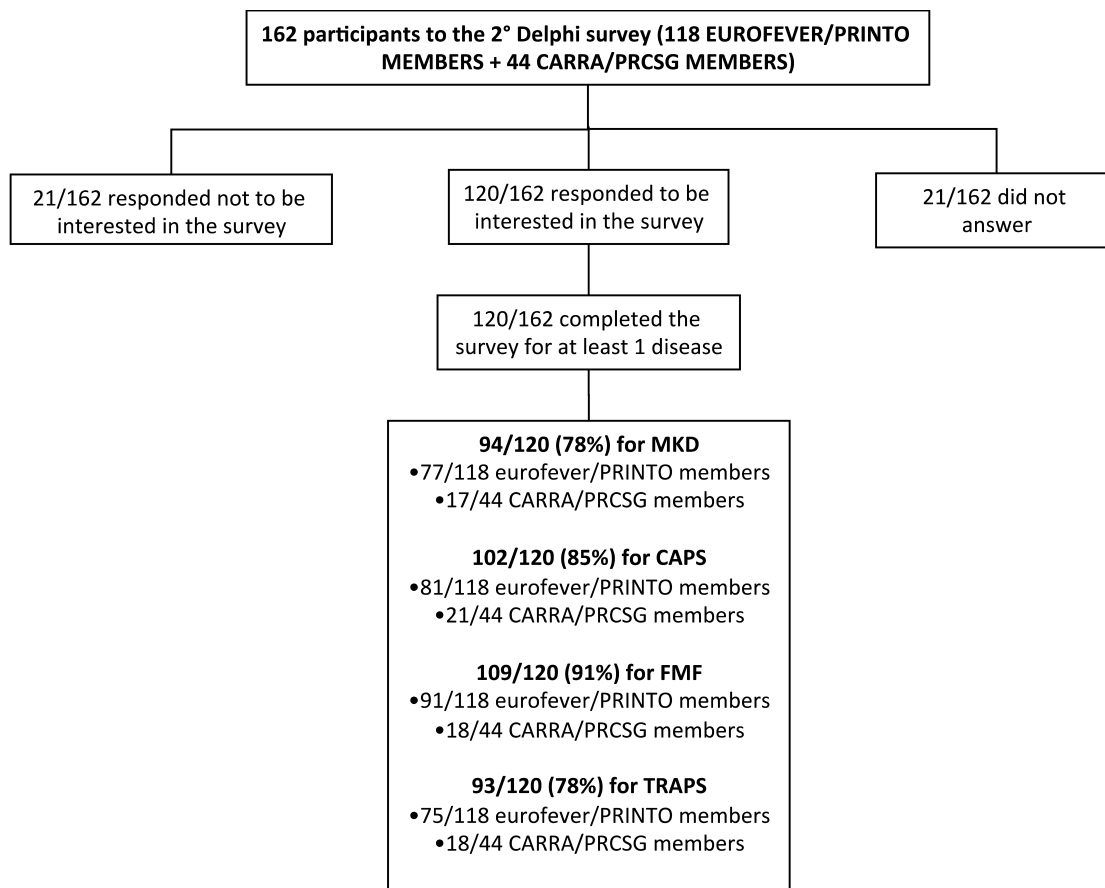 162 participants to the 2° Delphi survey (118 EUROFEVER/PRINTO
MEMBERS + 44 CARRA/PRCSG MEMBERS)
21/162 responded not to be
interested in the survey
120/162 responded to be
interested in the survey
21/162 did not
answer
120/162 completed the
survey for at least 1 disease
94/120 (78%) for MKD
•77/118 eurofever/PRINTO members
•17/44 CARRA/PRCSG members
102/120 (85%) for CAPS
•81/118 eurofever/PRINTO members
•21/44 CARRA/PRCSG members
109/120 (91%) for FMF
•91/118 eurofever/PRINTO members
•18/44 CARRA/PRCSG members
93/120 (78%) for TRAPS
•75/118 eurofever/PRINTO members
•18/44 CARRA/PRCSG members